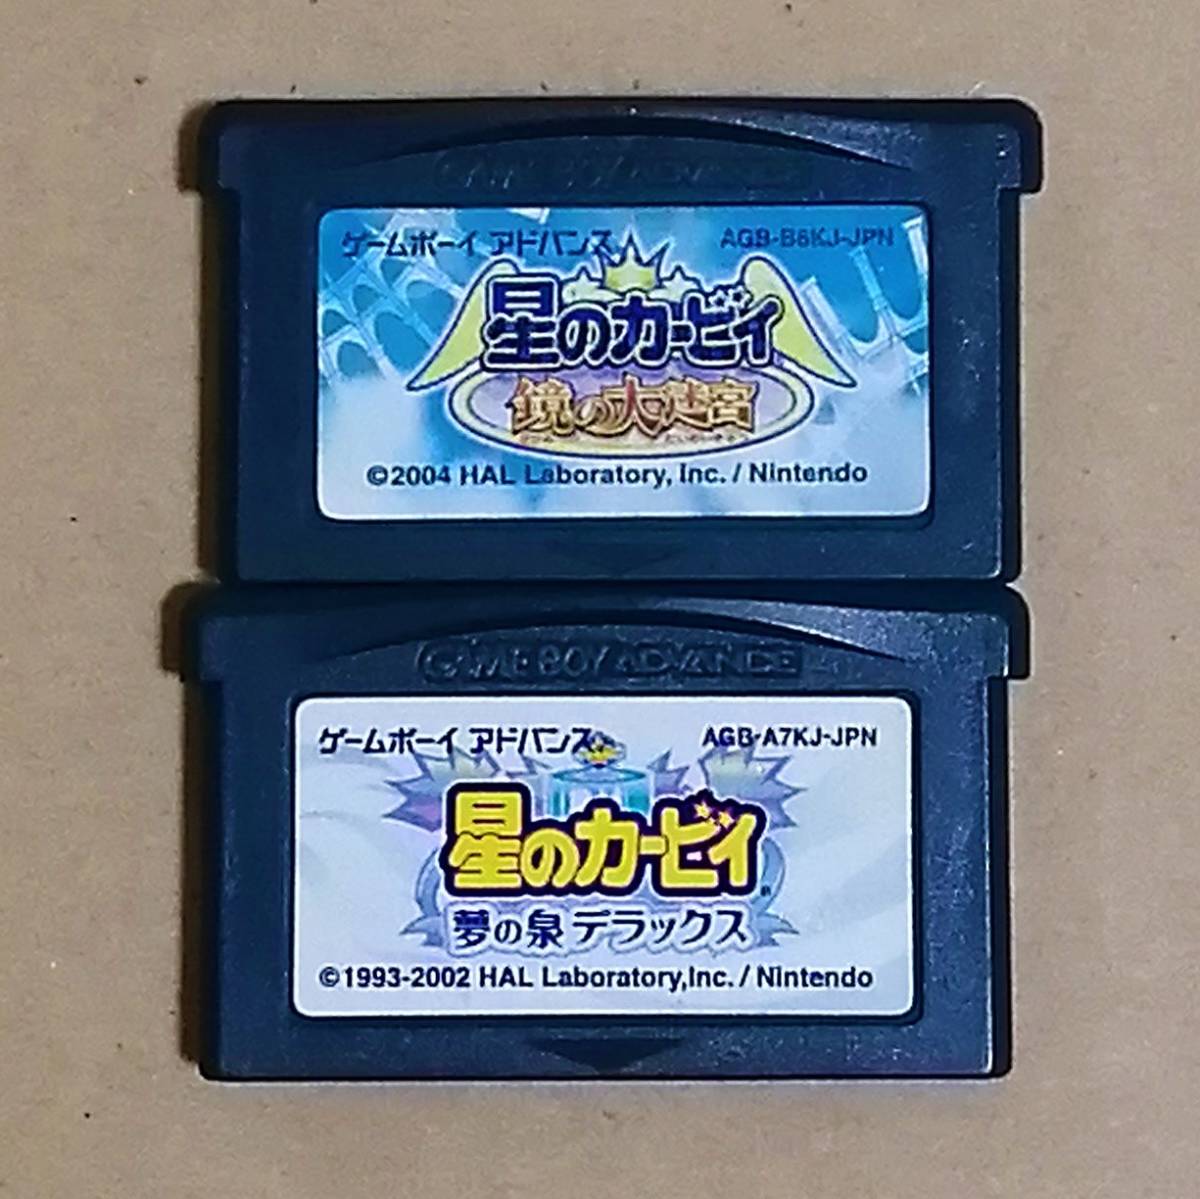 GAME BOY ADVANCE
ゲームボーイ アドバンス AGB-B8KJ-JPN
星のカービィ
鏡の大迷宮
©2004 HAL Laboratory, Inc. / Nintendo
GAME BOY ADVANCE
ゲームボーイ アドバンス AGB-A7KJ-JPN
星のカービィ
夢の泉デラックス
©1993-2002 HAL Laboratory,Inc. / Nintendo